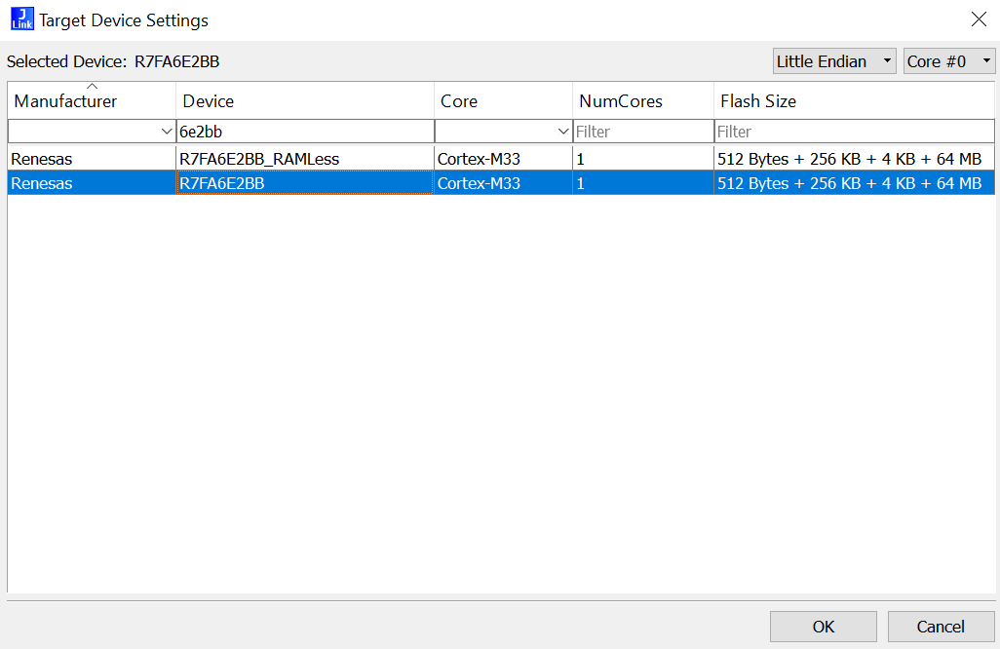 J Link Target Device Settings
Selected Device: R7FA6E2BB Little Endian Core #0
Manufacturer Device Core NumCores Flash Size
6e2bb Filter Filter
Renesas R7FA6E2BB_RAMLess Cortex-M33 1 512 Bytes + 256 KB + 4 KB + 64 MB
Renesas R7FA6E2BB Cortex-M33 1 512 Bytes + 256 KB + 4 KB + 64 MB
OK Cancel